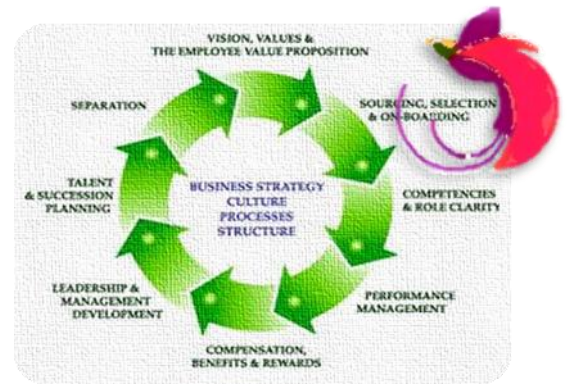 VISION, VALUES &
THE EMPLOYEE VALUE PROPOSITION
SOURCING, SELECTION
& ON-BOARDING
COMPETENCIES
& ROLE CLARITY
PERFORMANCE
MANAGEMENT
COMPENSATION,
BENEFITS & REWARDS
LEADERSHIP &
MANAGEMENT
DEVELOPMENT
TALENT
& SUCCESSION
PLANNING
SEPARATION
BUSINESS STRATEGY
CULTURE
PROCESSES
STRUCTURE